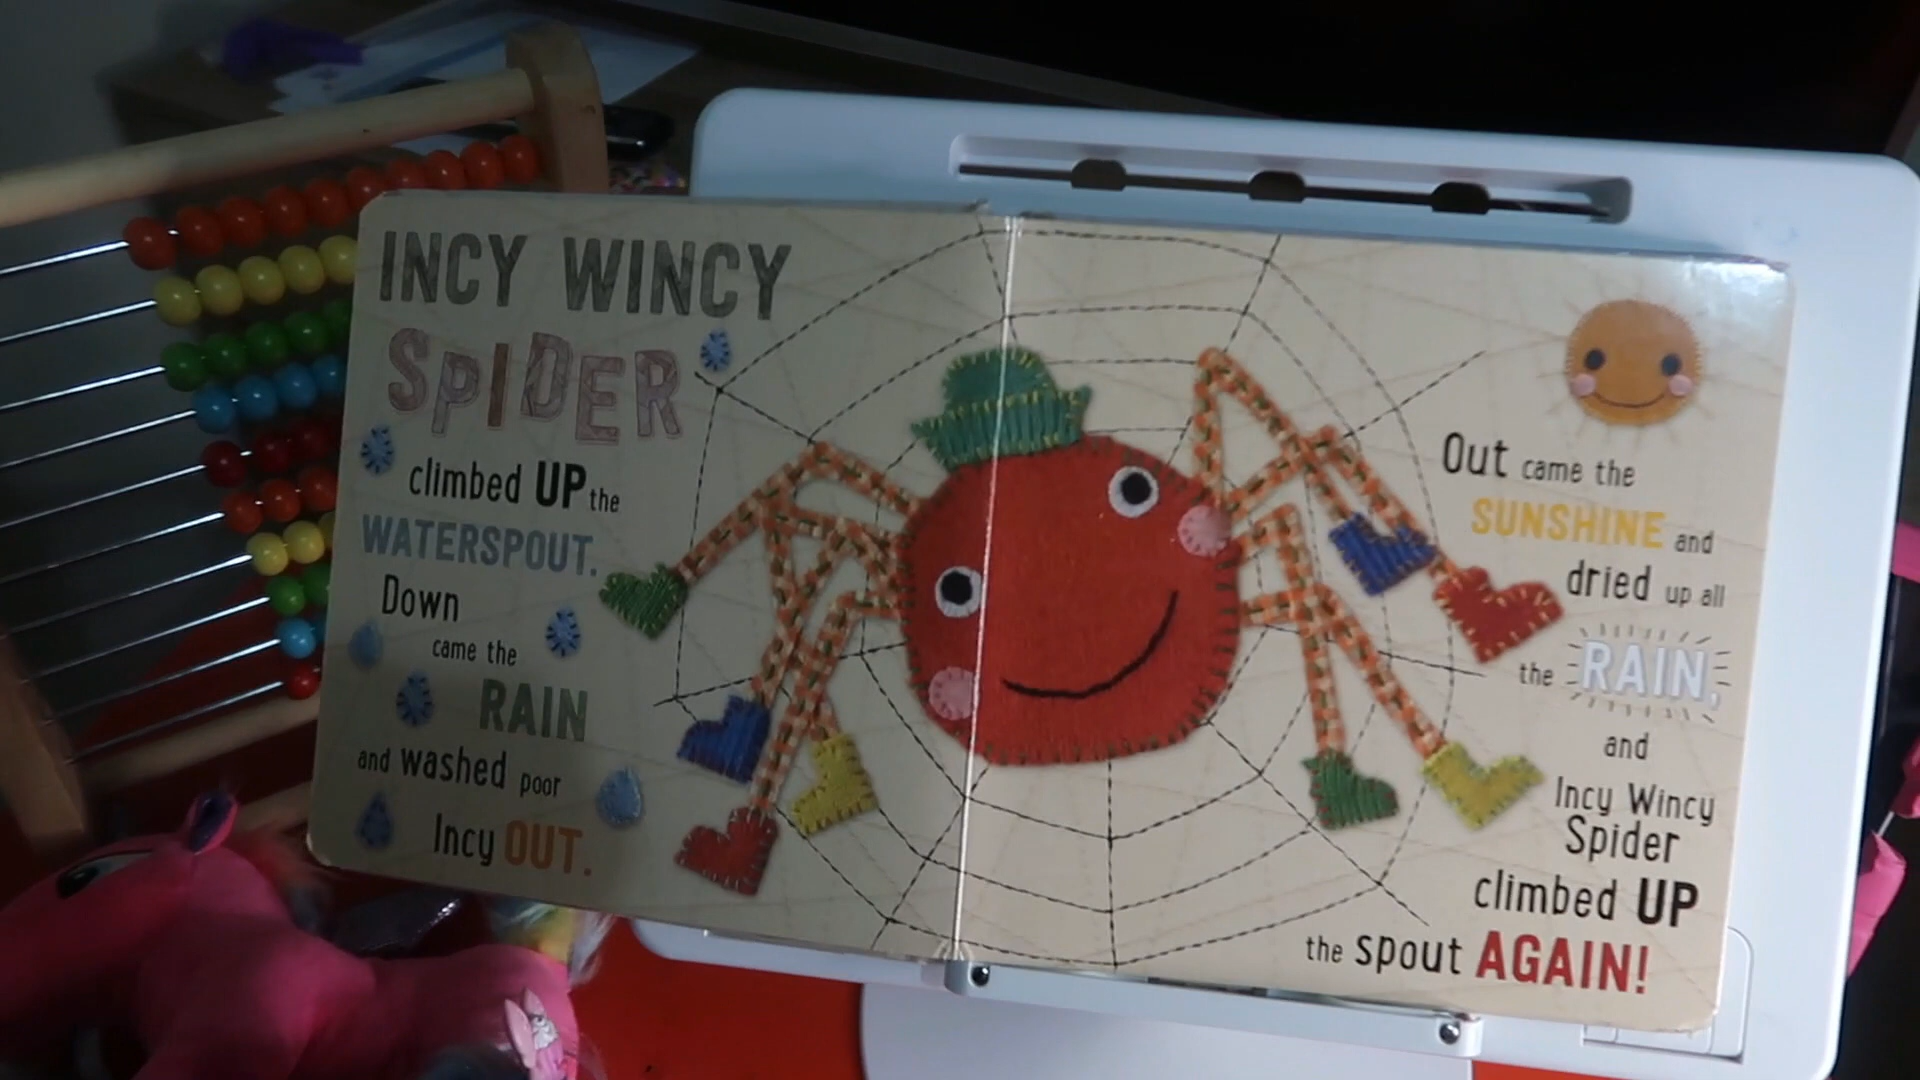 INCY WINCY
SPIDER
climbed UP the
WATERSPOUT.
Down
came the
RAIN
and washed poor
Incy OUT.
Out came the
SUNSHINE and
dried up all
the RAIN,
and
Incy Wincy
Spider
climbed UP
the spout AGAIN!